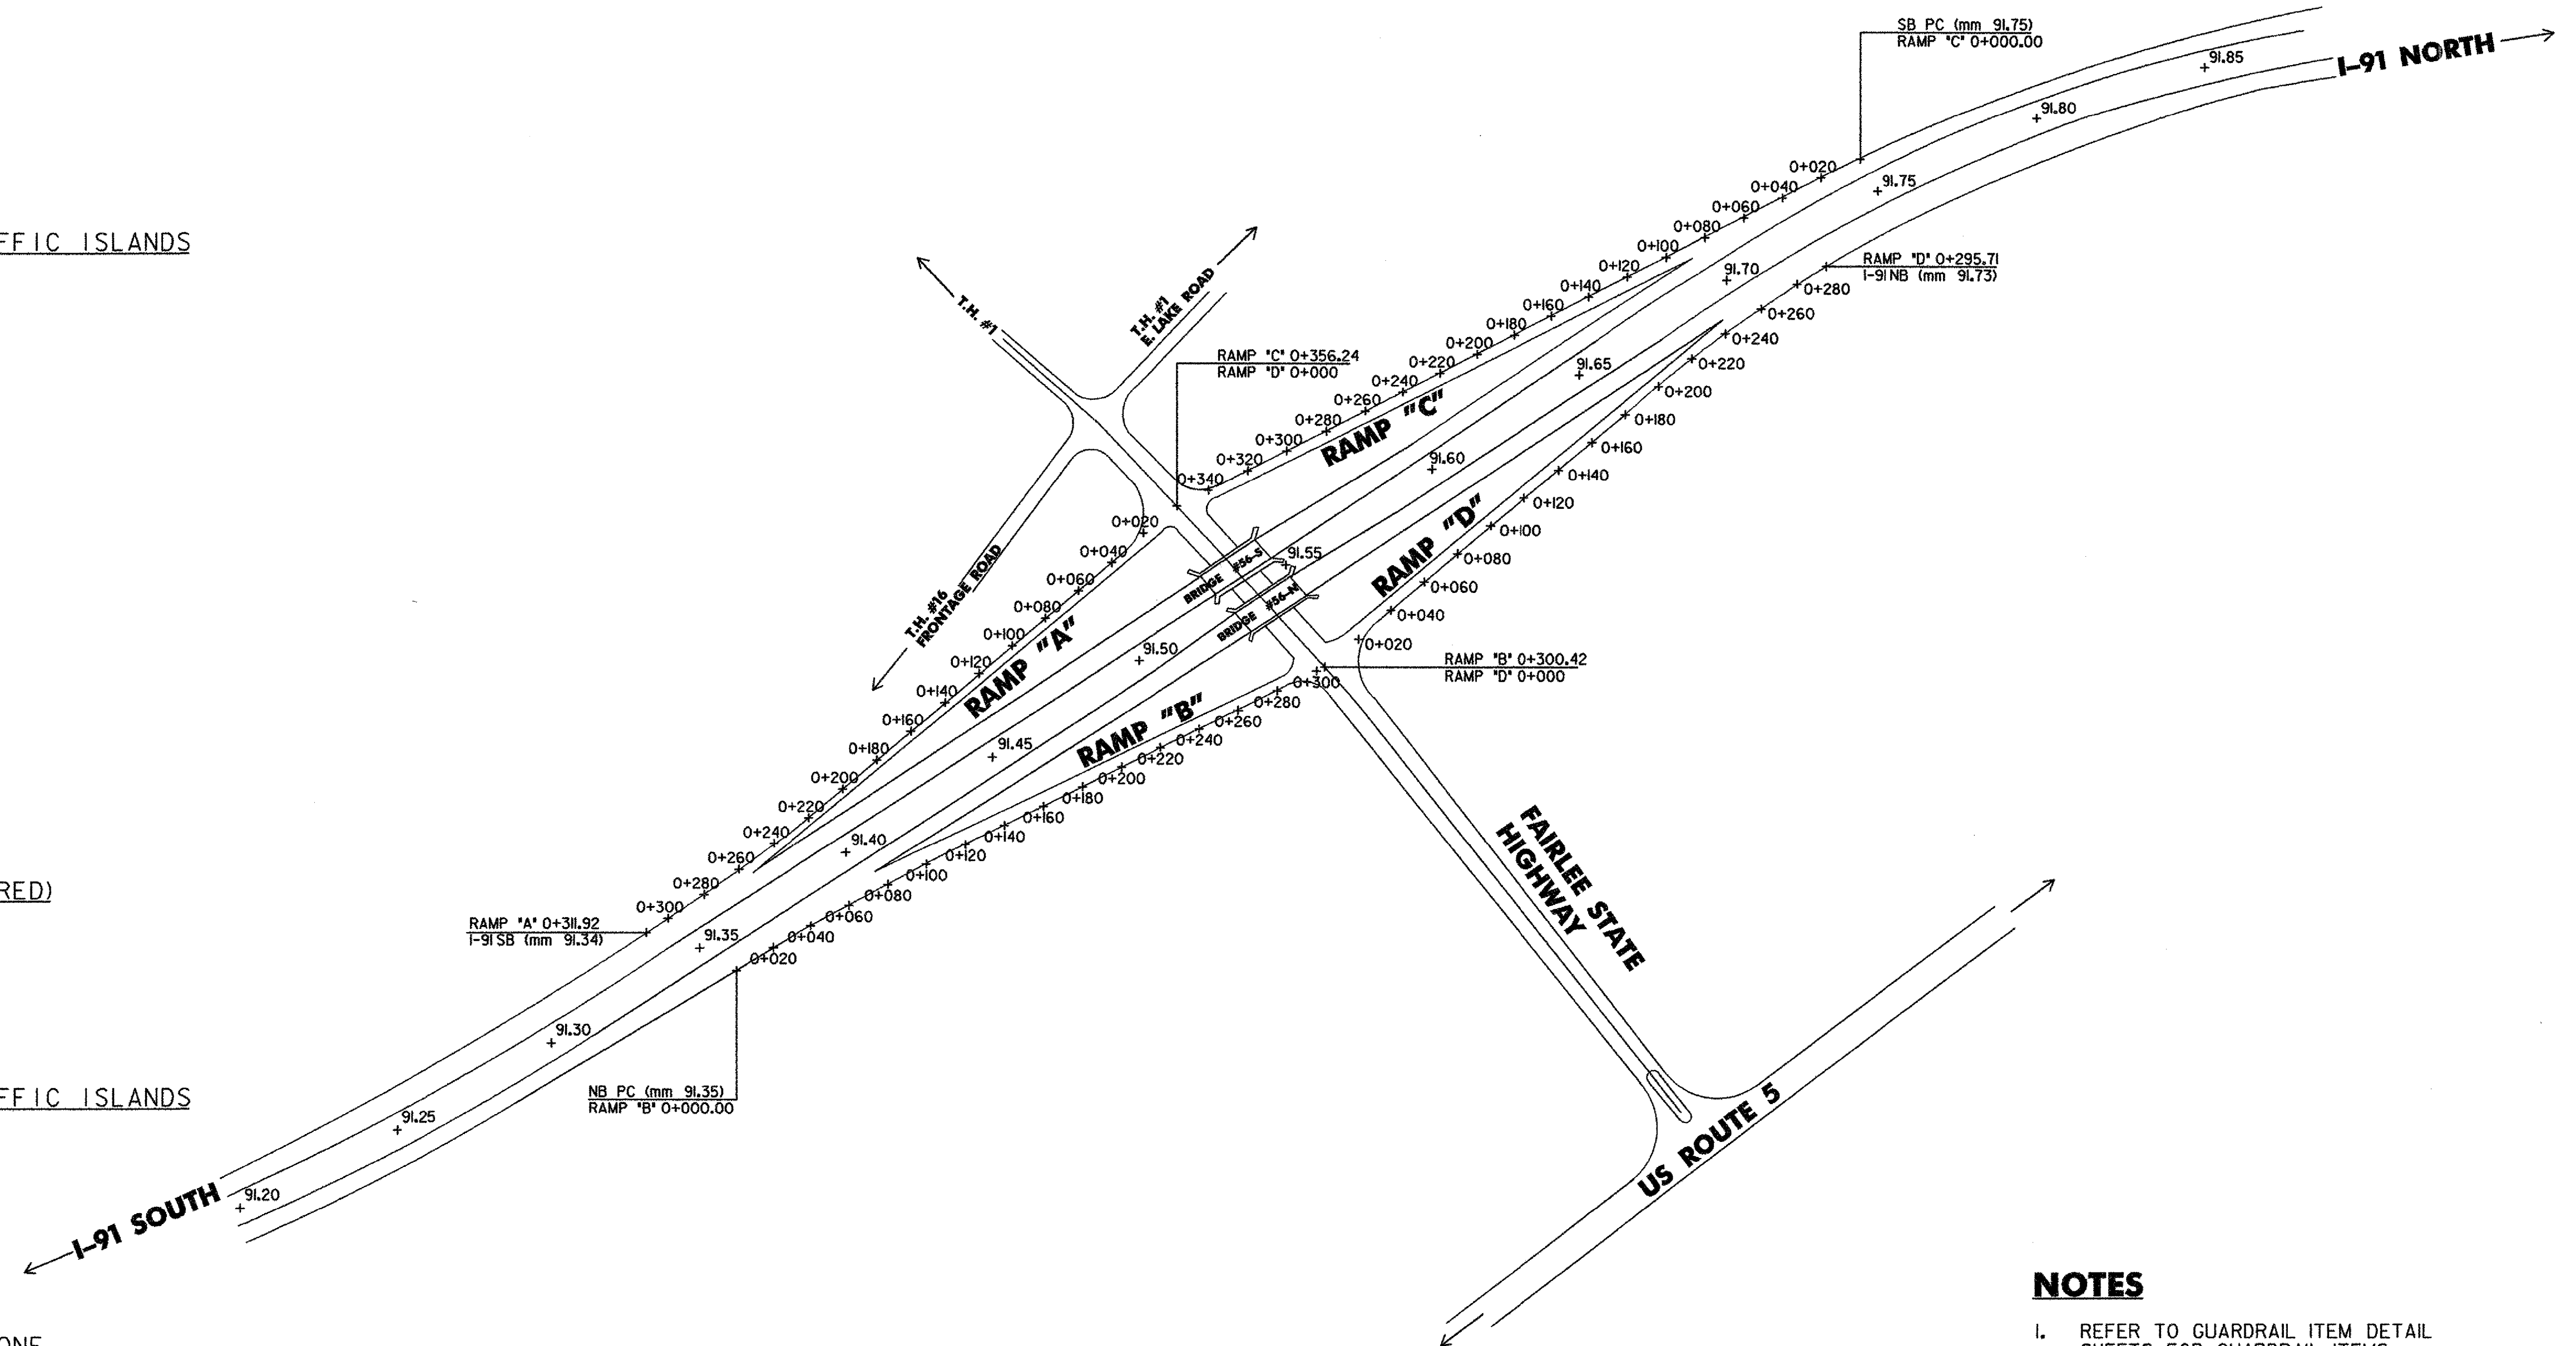 SB PC (mm 91.75)
RAMP "C" 0+000.00
I-91 NORTH
91.85
91.80
91.75
91.70
91.65
91.60
91.55
91.50
91.45
91.40
91.35
91.30
91.25
91.20
FFIC ISLANDS
0+020
0+040
0+060
0+080
0+100
0+120
0+140
0+160
0+180
0+200
0+220
0+240
0+260
0+280
0+300
0+320
0+340
RAMP "C"
RAMP "D" 0+295.71
I-91 NB (mm 91.73)
0+280
0+260
0+240
0+220
0+200
0+180
0+160
0+140
0+120
0+100
0+080
0+060
0+040
0+020
RAMP "D"
T.H. #1
T.H. #1
E. LAKE ROAD
RAMP "C" 0+356.24
RAMP "D" 0+000
T.H. #16
FRONTAGE ROAD
BRIDGE #56-S
BRIDGE #56-N
0+020
0+040
0+060
0+080
0+100
0+120
0+140
0+160
0+180
0+200
0+220
0+240
0+260
0+280
0+300
RAMP "A"
RAMP "A" 0+311.92
I-91 SB (mm 91.34)
RAMP "B" 0+300.42
RAMP "D" 0+000
0+300
0+280
0+260
0+240
0+220
0+200
0+180
0+160
0+140
0+120
0+100
0+080
0+060
0+040
0+020
RAMP "B"
NB PC (mm 91.35)
RAMP "B" 0+000.00
FAIRLEE STATE
HIGHWAY
US ROUTE 5
RED)
FFIC ISLANDS
I-91 SOUTH
NOTES
1. REFER TO GUARDRAIL ITEM DETAIL